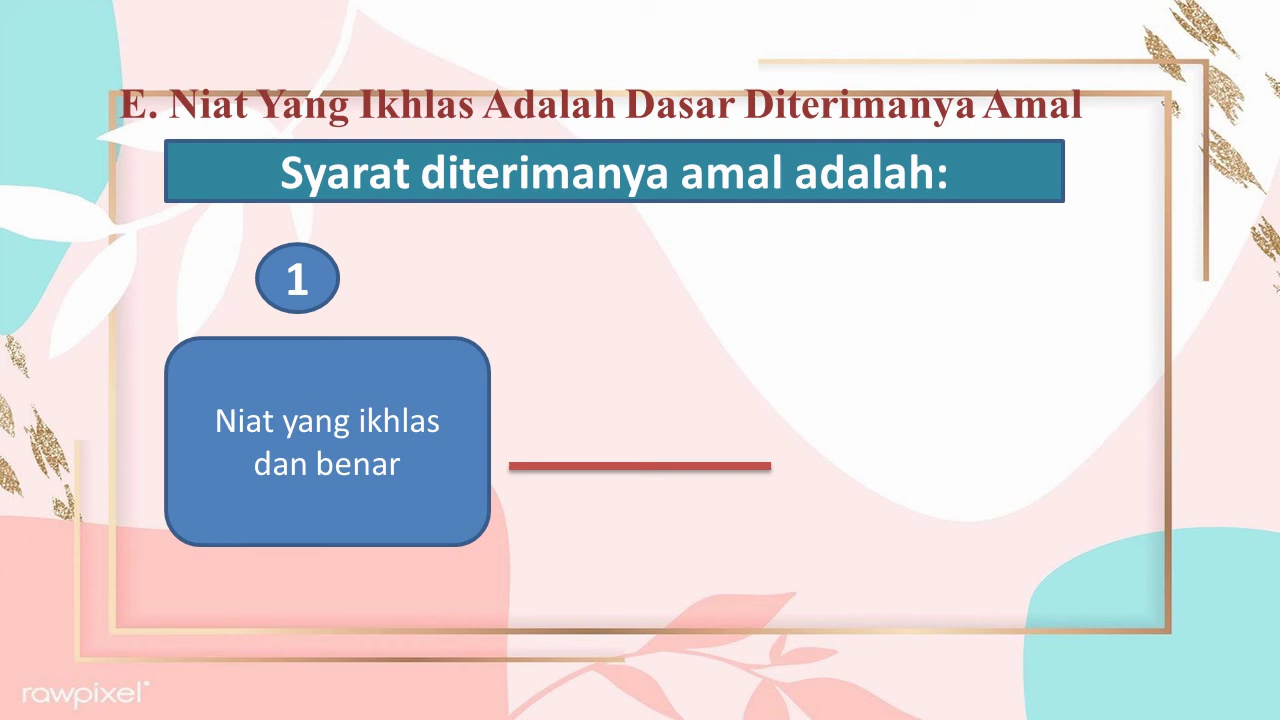 E. Niat Yang Ikhlas Adalah Dasar Diterimanya Amal
Syarat diterimanya amal adalah:
1
Niat yang ikhlas
dan benar
rawpixel